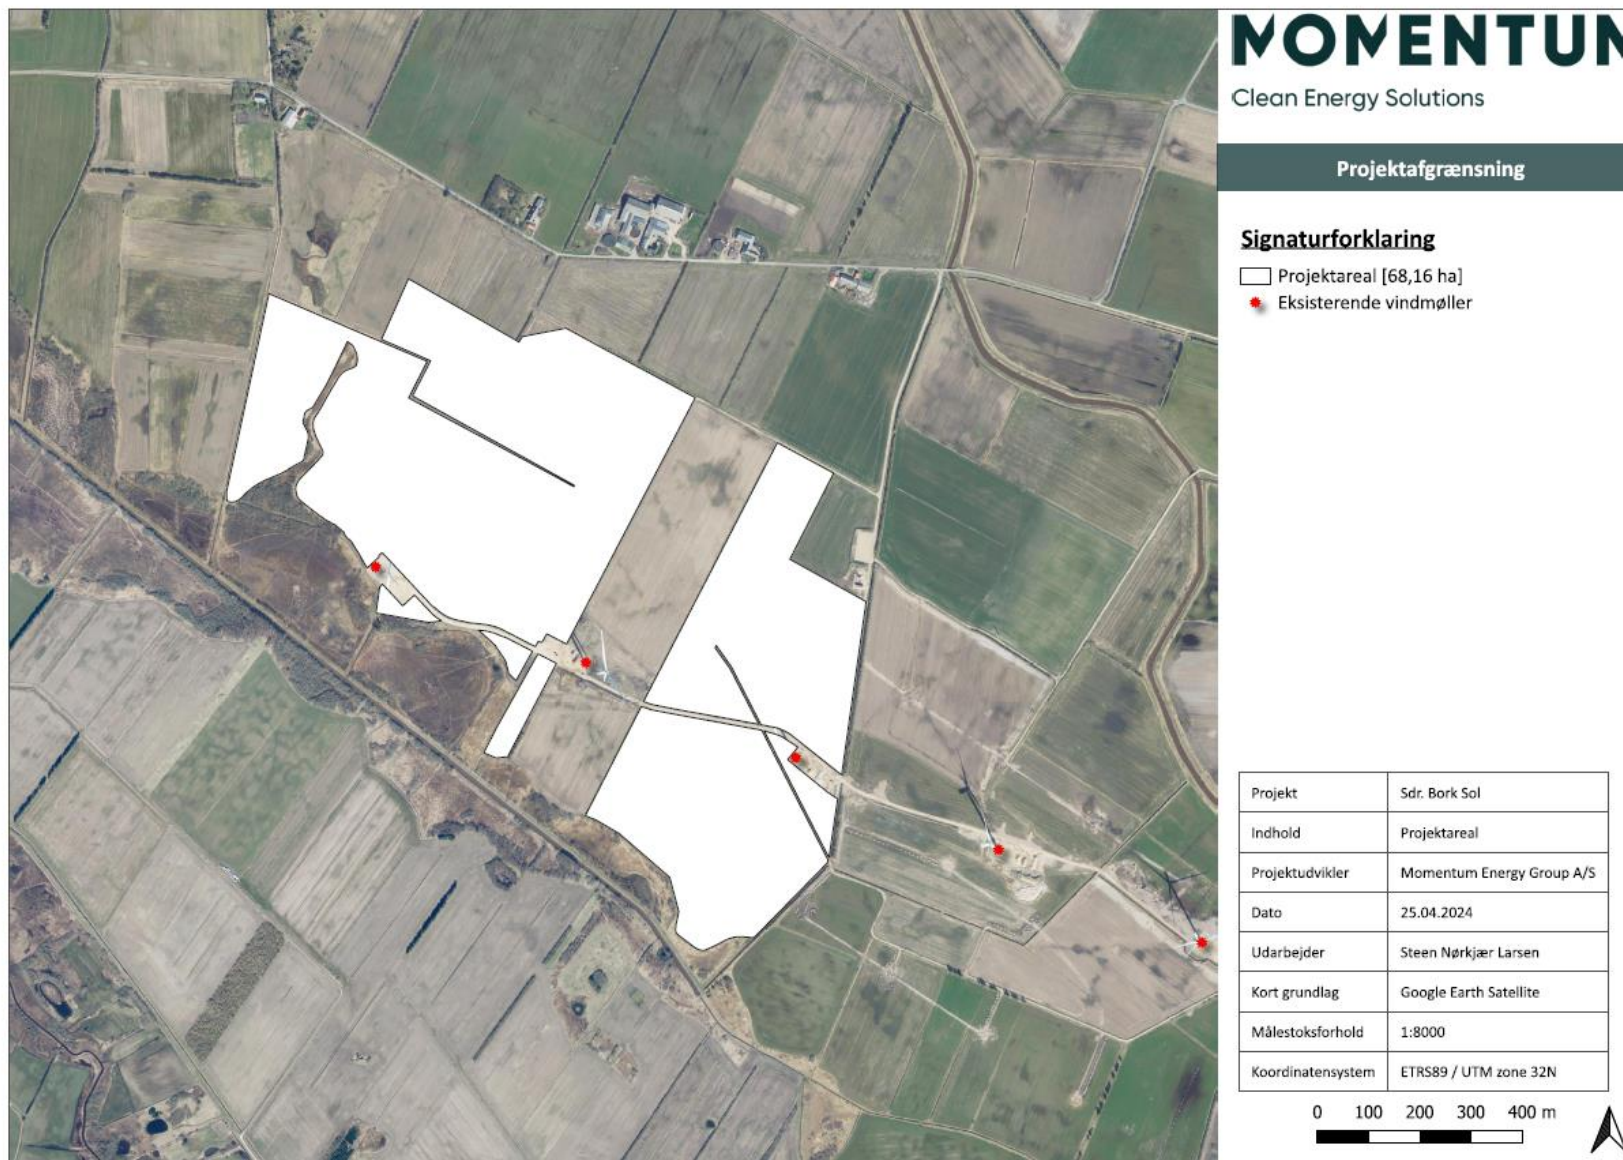 MOMENTUM
Clean Energy Solutions
Projektafgrænsning
Signaturforklaring
Projektareal [68,16 ha]
Eksisterende vindmøller
Projekt Sdr. Bork Sol
Indhold Projektareal
Projektudvikler Momentum Energy Group A/S
Dato 25.04.2024
Udarbejder Steen Nørkjær Larsen
Kort grundlag Google Earth Satellite
Målestoksforhold 1:8000
Koordinatensystem ETRS89 / UTM zone 32N
0 100 200 300 400 m